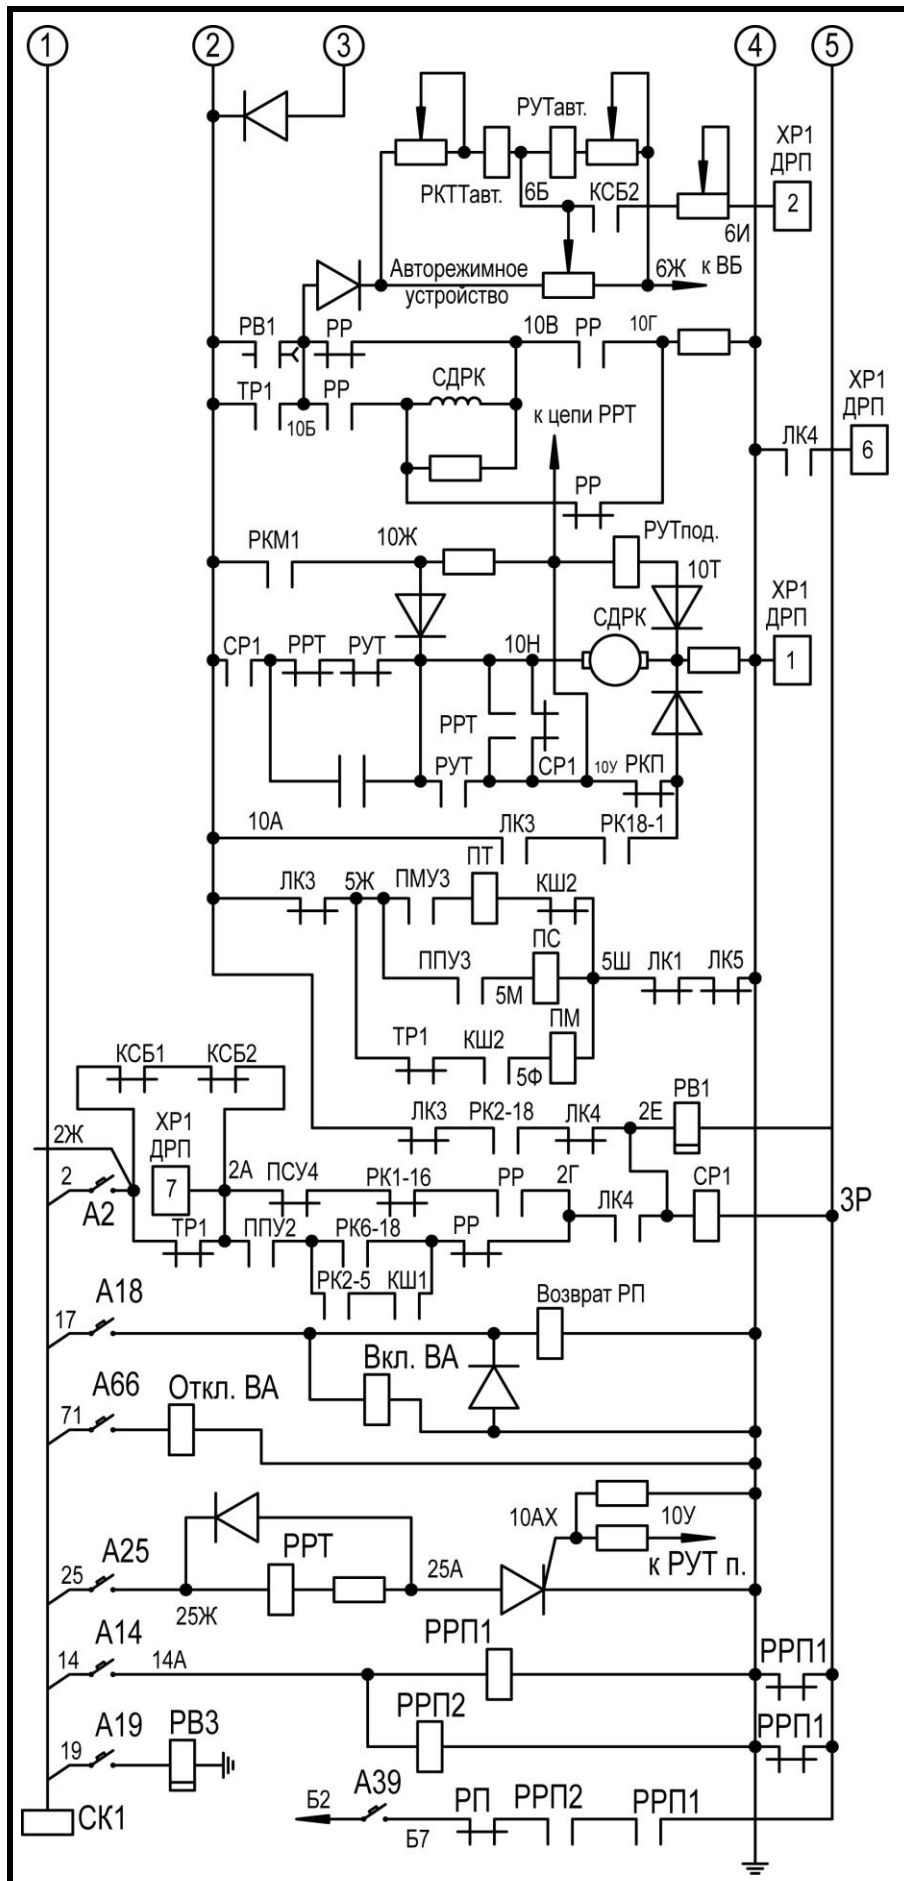 1 2 3 4 5
РУТавт.
ХР1
ДРП
2
РКТТавт.
6Б
КСБ2
6И
Авторежимное
устройство
6Ж
к ВБ
РВ1
РР
10В
РР
10Г
ТР1
10Б
РР
СДРК
к цепи РРТ
ХР1
ДРП
6
ЛК4
РР
РКМ1
10Ж
РУТпод.
10Т
ХР1
ДРП
1
СР1
РРТ
РУТ
10Н
СДРК
РРТ
РУТ
СР1
10У
РКП
10А
ЛК3
РК18-1
ЛК3
5Ж
ПМУ3
ПТ
КШ2
ППУ3
5М
ПС
5Ш
ЛК1
ЛК5
ТР1
КШ2
5Ф
ПМ
КСБ1
КСБ2
ЛК3
РК2-18
ЛК4
2Е
РВ1
2Ж
ХР1
ДРП
7
2
А2
2А
ПСУ4
РК1-16
РР
2Г
ЛК4
СР1
3Р
ТР1
ППУ2
РК6-18
РР
РК2-5
КШ1
А18
17
Возврат РП
Вкл. ВА
А66
71
Откл. ВА
10АХ
10У
к РУТ п.
А25
25
25Ж
РРТ
25А
А14
14
14А
РРП1
РРП1
А19
19
РВ3
РРП2
РРП1
СК1
Б2
А39
Б7
РП
РРП2
РРП1